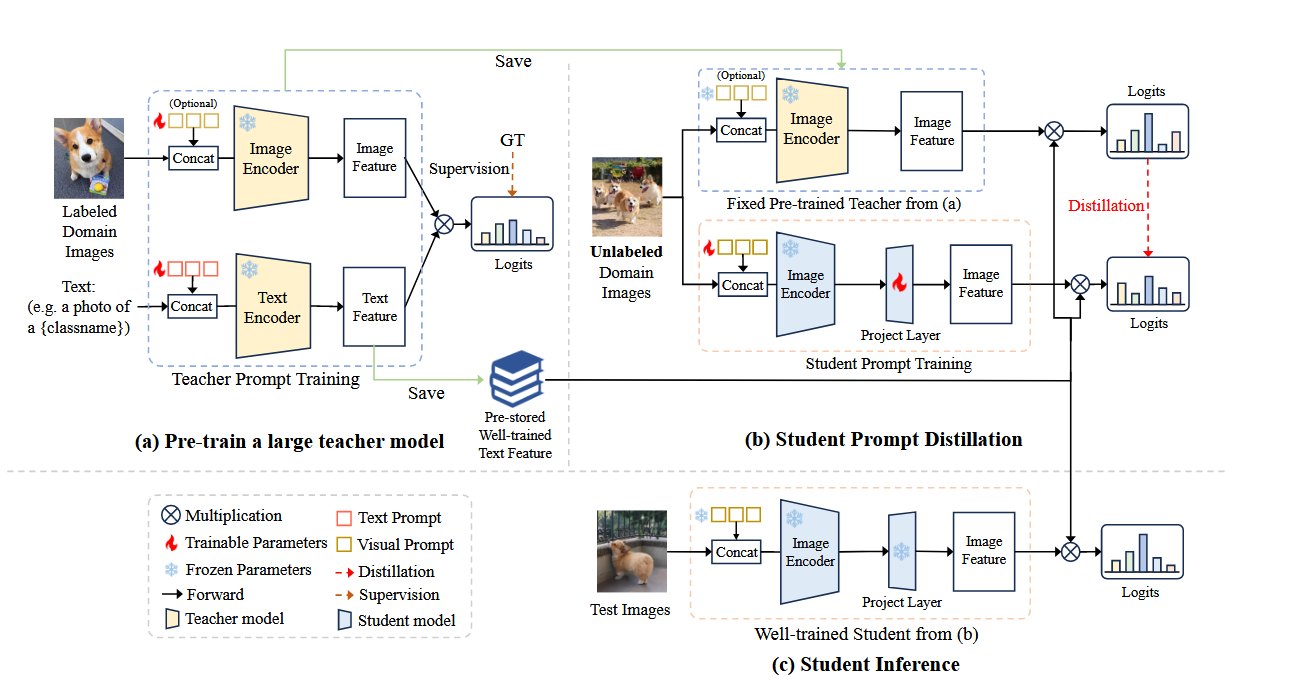 Save
(Optional)
Concat
Image
Encoder
Image
Feature
Labeled
Domain
Images
GT
Supervision
Logits
Text:
(e.g. a photo of
a {classname})
Concat
Text
Encoder
Text
Feature
Teacher Prompt Training
Save
Pre-stored
Well-trained
Text Feature
(a) Pre-train a large teacher model
(Optional)
Concat
Image
Encoder
Image
Feature
Logits
Fixed Pre-trained Teacher from (a)
Unlabeled
Domain
Images
Distillation
Concat
Image
Encoder
Project Layer
Image
Feature
Logits
Student Prompt Training
(b) Student Prompt Distillation
Multiplication
Text Prompt
Trainable Parameters
Visual Prompt
Frozen Parameters
Distillation
Forward
Supervision
Teacher model
Student model
Test Images
Concat
Image
Encoder
Project Layer
Image
Feature
Logits
Well-trained Student from (b)
(c) Student Inference